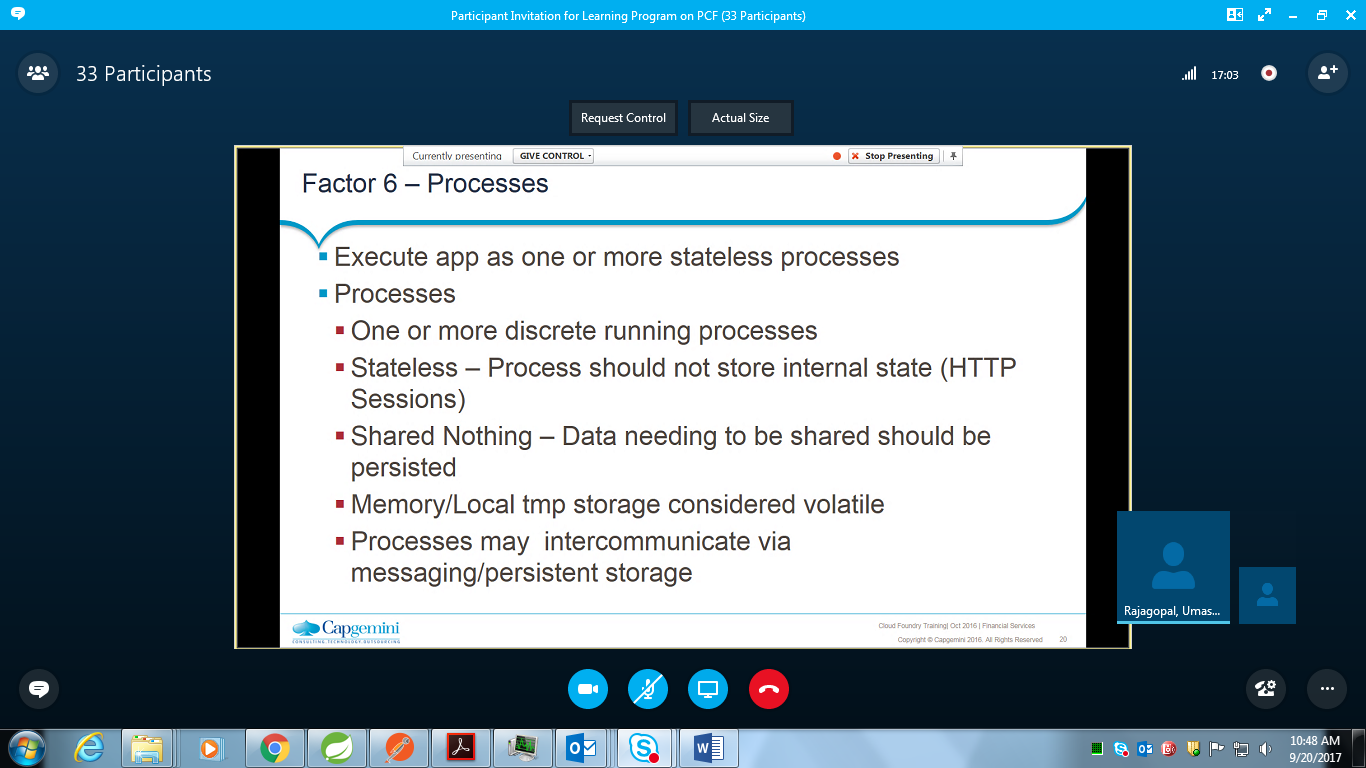 Participant Invitation for Learning Program on PCF (33 Participants)
33 Participants
17:03
Request Control
Actual Size
Currently presenting
GIVE CONTROL
Stop Presenting
Factor 6 – Processes
Execute app as one or more stateless processes
Processes
One or more discrete running processes
Stateless – Process should not store internal state (HTTP
Sessions)
Shared Nothing – Data needing to be shared should be
persisted
Memory/Local tmp storage considered volatile
Processes may  intercommunicate via
messaging/persistent storage
Capgemini
CONSULTING.TECHNOLOGY.OUTSOURCING
Cloud Foundry Training| Oct 2016 | Financial Services
Copyright © Capgemini 2016. All Rights Reserved
20
Rajagopal, Umas...
10:48 AM
9/20/2017